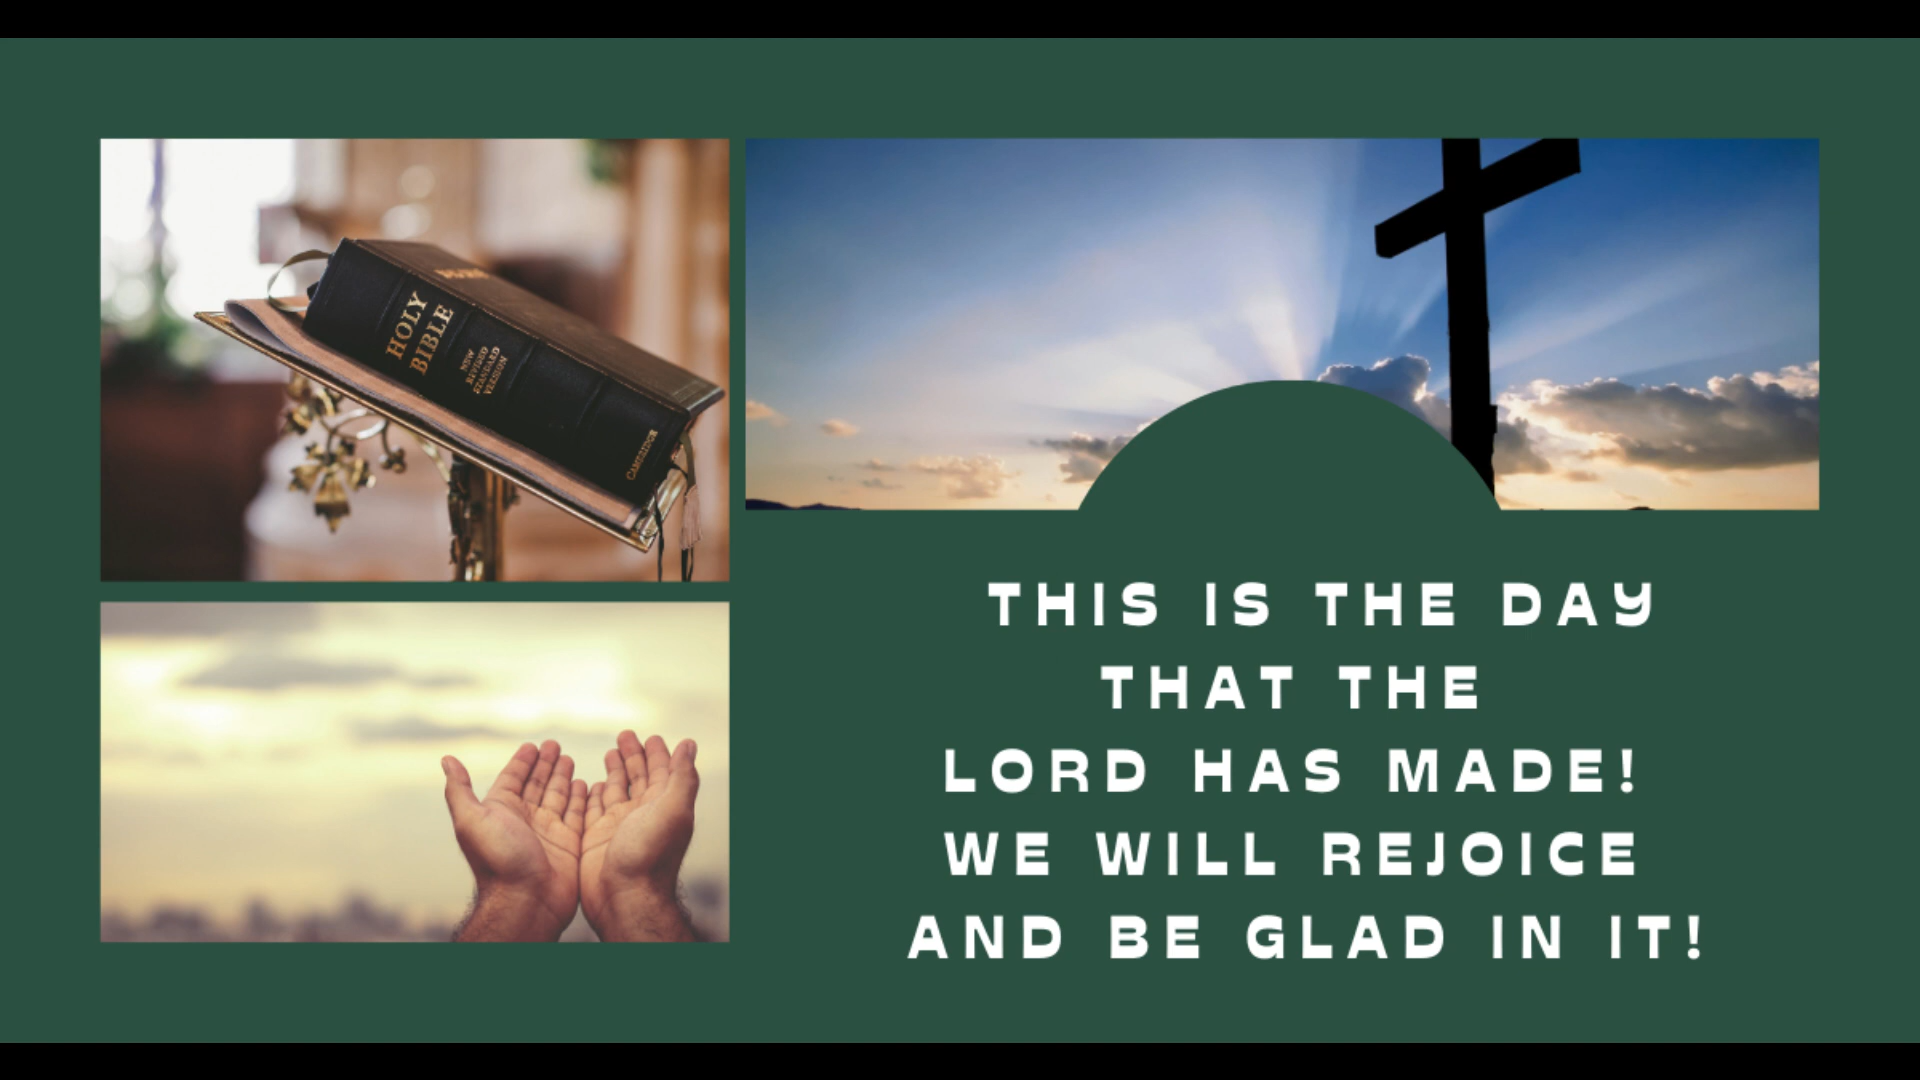 HOLY
BIBLE
NEW
REVISED
STANDARD
VERSION
CAMBRIDGE
THIS IS THE DAY
THAT THE
LORD HAS MADE!
WE WILL REJOICE
AND BE GLAD IN IT!